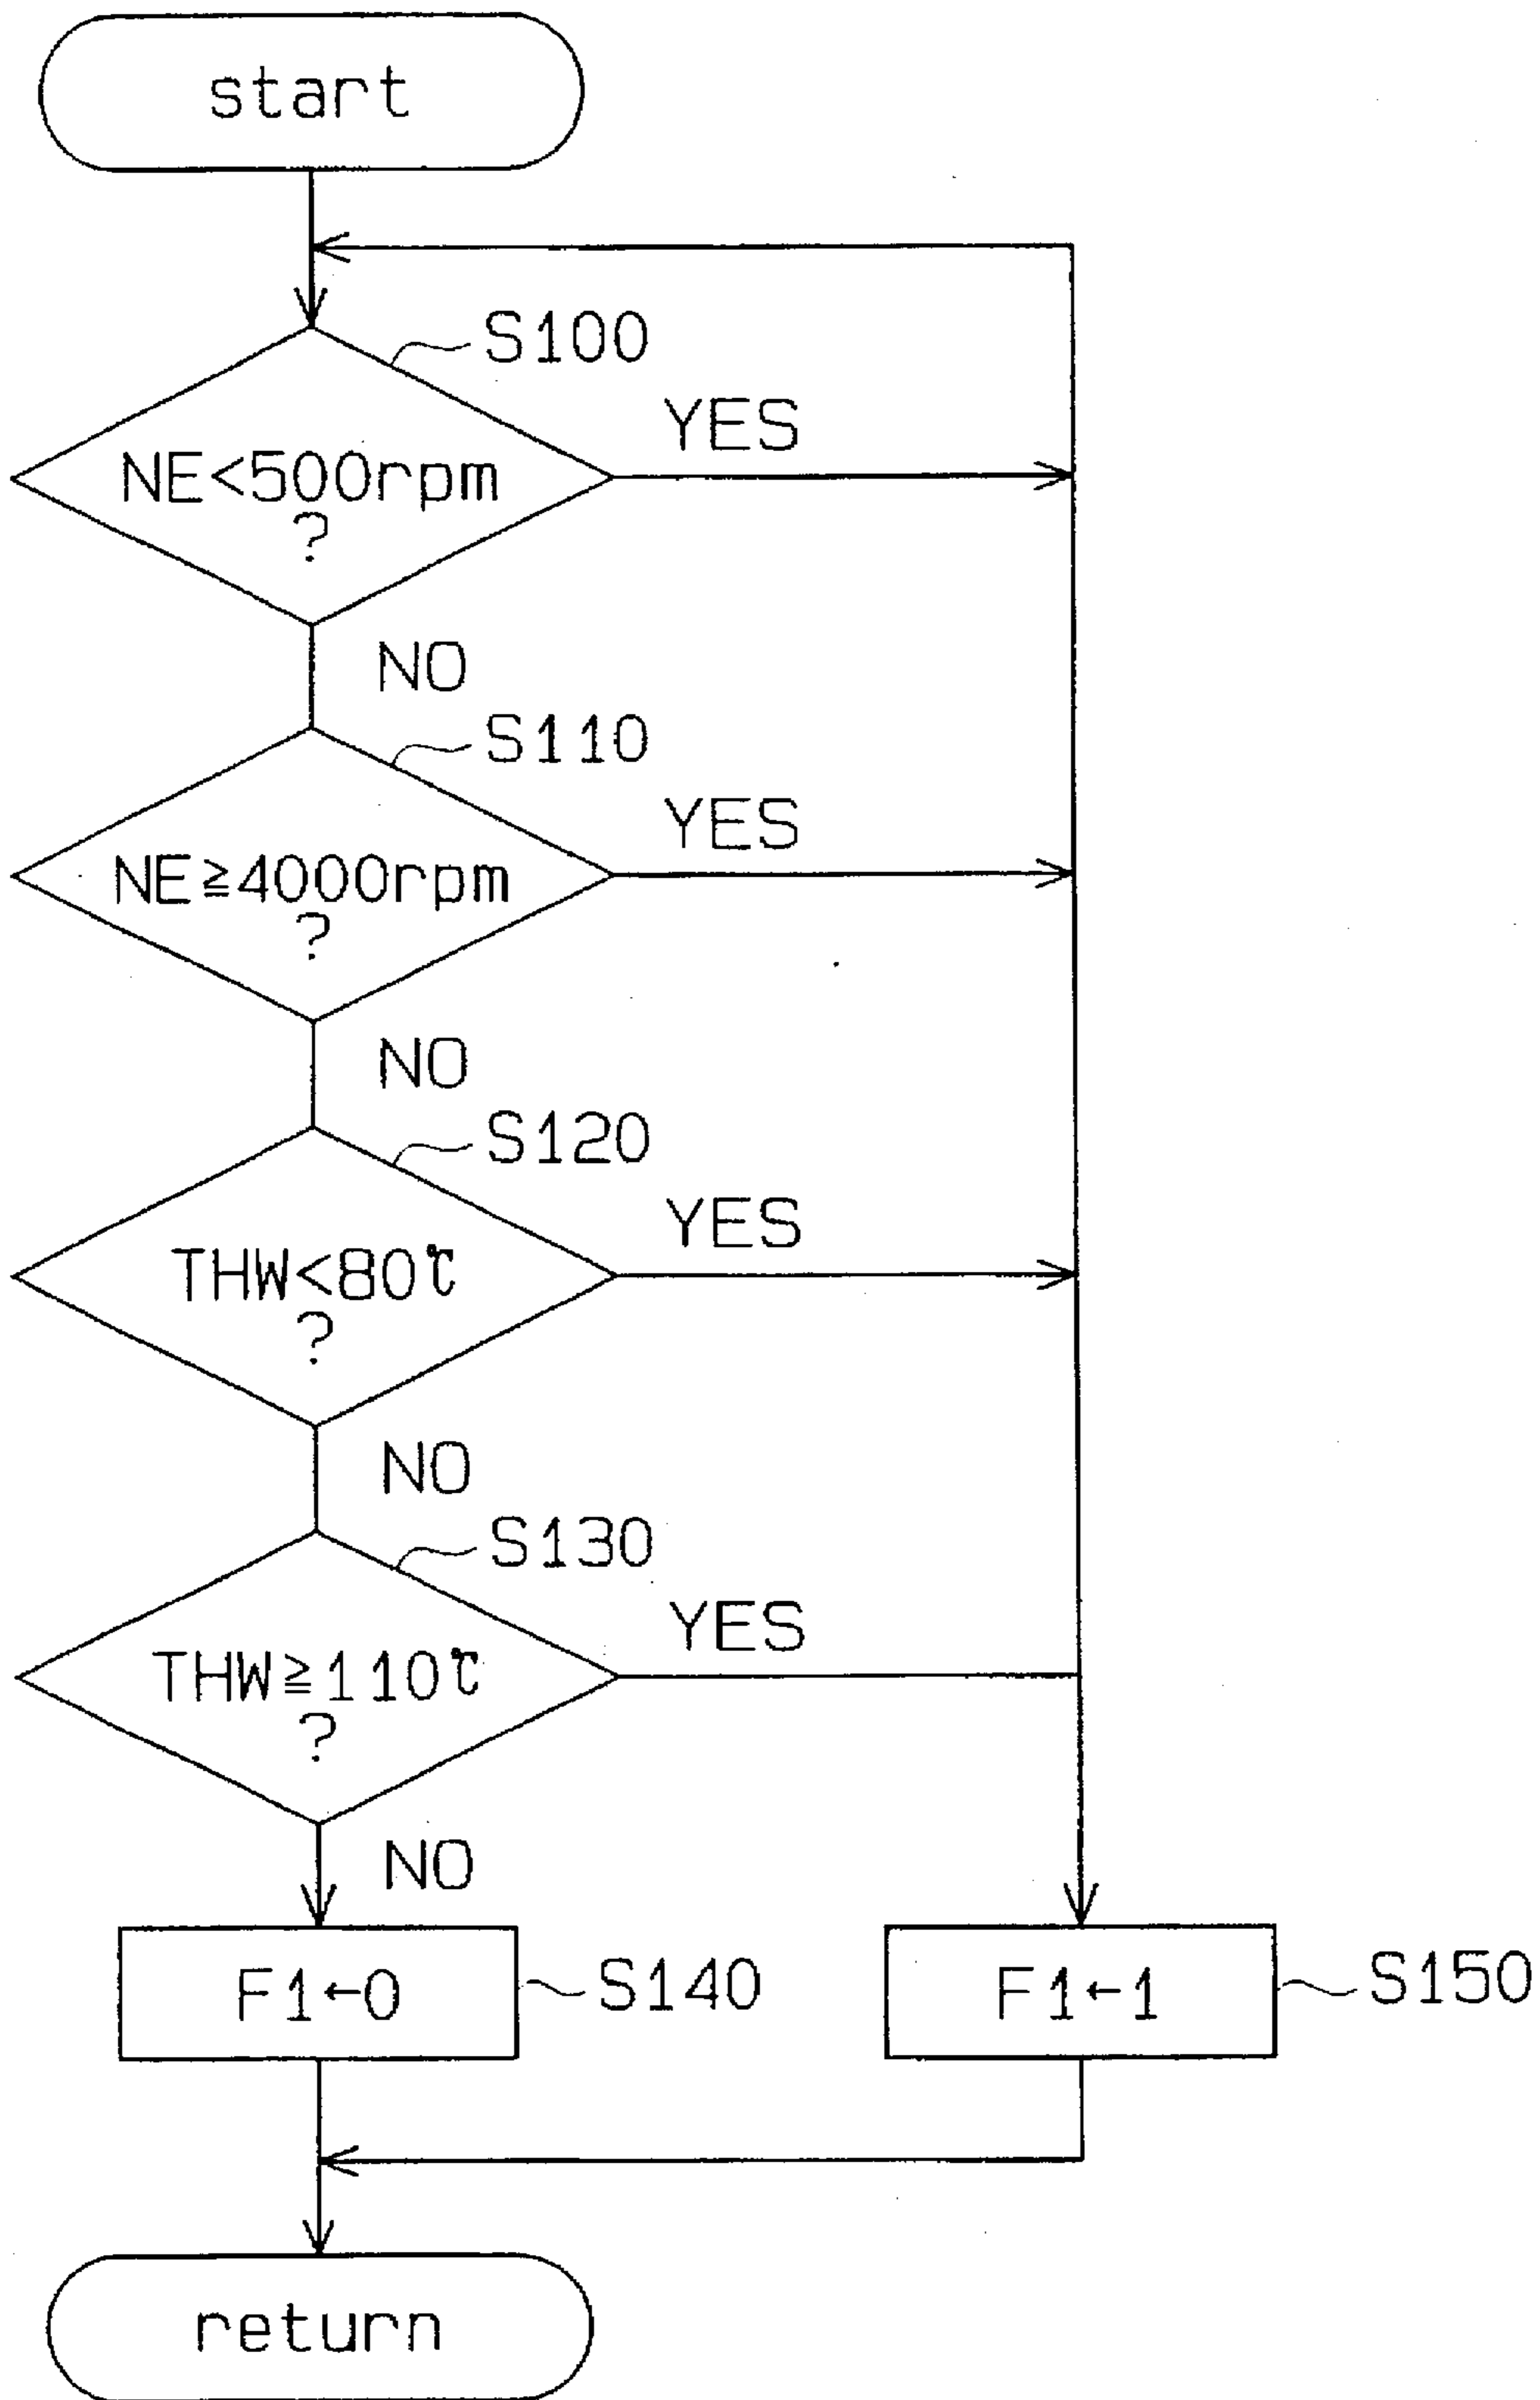 start
S100
YES
NE<500rpm
?
NO
S110
YES
NE≧4000rpm
?
NO
S120
YES
THW<80℃
?
NO
S130
YES
THW≧110℃
?
NO
F1←0
S140
F1←1
S150
return